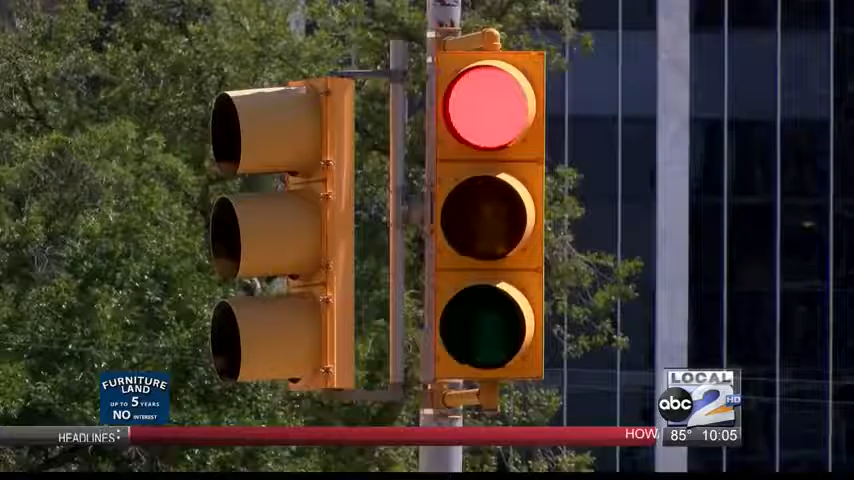 FURNITURE
LAND
UP TO 5 YEARS
NO INTEREST
LOCAL
abc 2 HD
HEADLINES:
HOW
85° 10:05